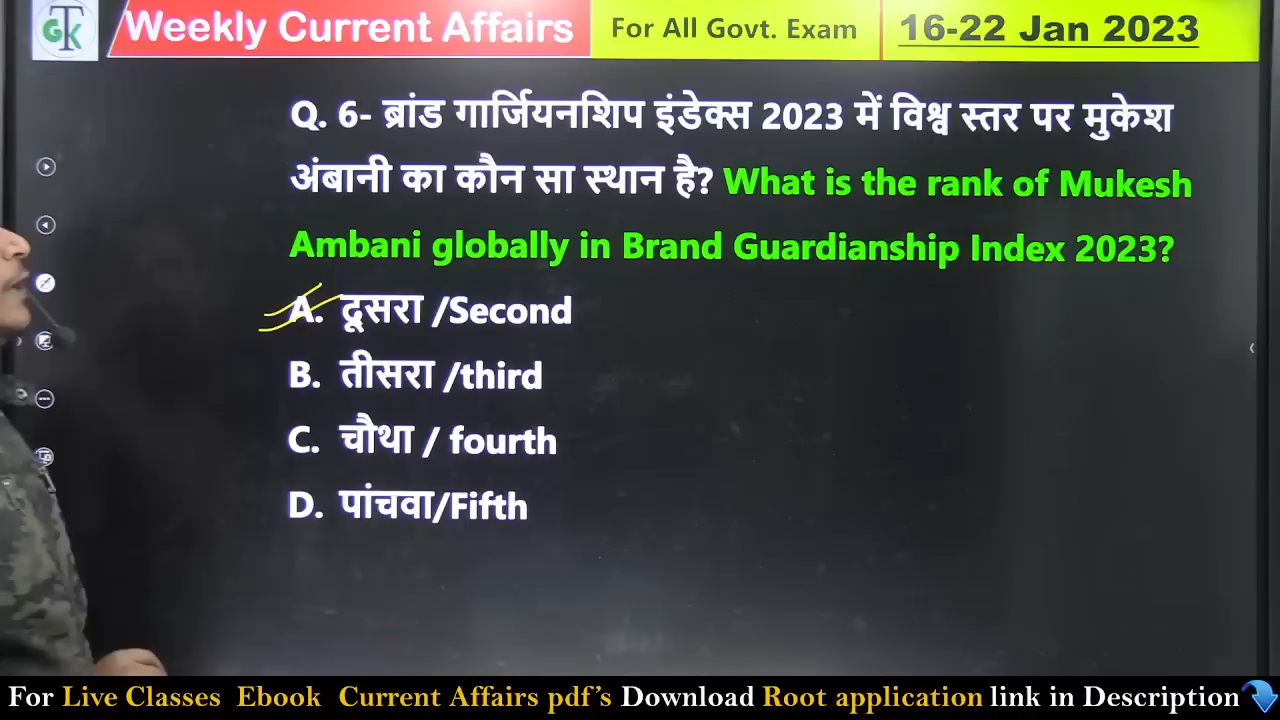 GTK
Weekly Current Affairs For All Govt. Exam 16-22 Jan 2023
Q. 6- ब्रांड गार्जियनशिप इंडेक्स 2023 में विश्व स्तर पर मुकेश
अंबानी का कौन सा स्थान है? What is the rank of Mukesh
Ambani globally in Brand Guardianship Index 2023?
A. दूसरा /Second
B. तीसरा /third
C. चौथा / fourth
D. पांचवा/Fifth
For Live Classes Ebook Current Affairs pdf's Download Root application link in Description